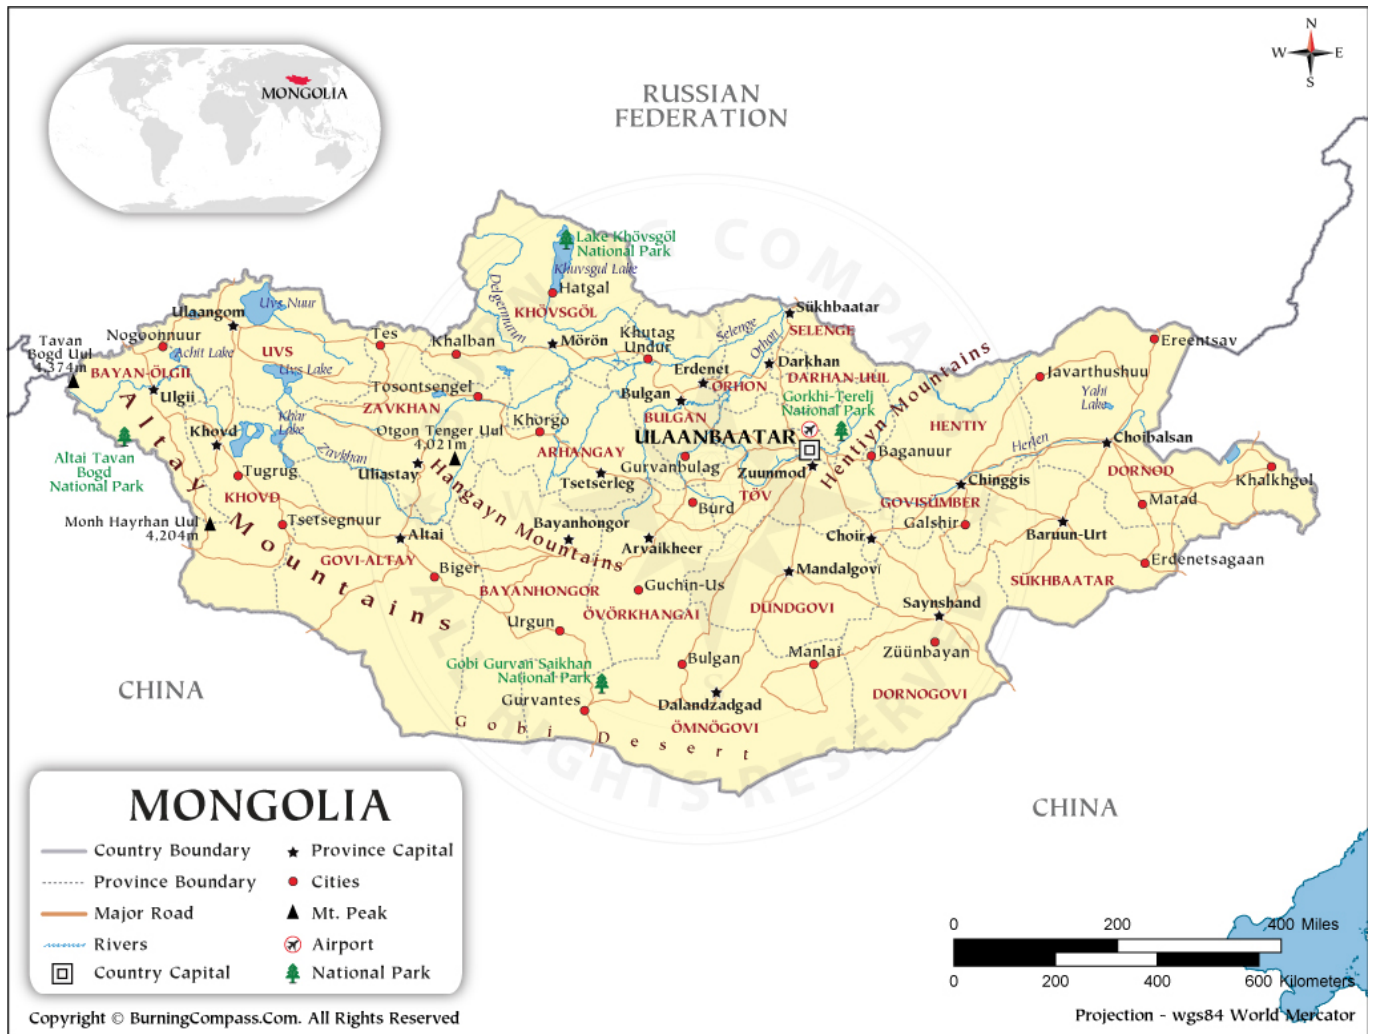 N
W
E
S
MONGOLIA
RUSSIAN
FEDERATION
Lake Khövsgöl
National Park
Khuvsgul Lake
Hatgal
Delgermurun
KHÖVSGÖL
Mörön
Uvs Nuur
Ulaangom
Nogoonnuur
Achit Lake
UVS
Uvs Lake
Tes
Khalban
Khutag
Undur
Selenge
Orhon
Sükhbaatar
SELENGE
Ereentsav
Tavan
Bogd Uul
4,374m
BAYAN-ÖLGII
Ulgii
Tosontsengel
ZAVKHAN
Erdenet
ORHON
Darkhan
DARHAN-UUL
Gorkhi-Terelj
National Park
Javarthushuu
Yahi
Lake
Bulgan
BULGAN
Khar
Lake
Khovd
Zavkhan
Otgon Tenger Uul
4,021m
Khorgo
ARHANGAY
ULAANBAATAR
Hentiyn Mountains
HENTIY
Herlen
Choibalsan
DORNOD
Altai Tavan
Bogd
National Park
Tugrug
KHOVD
Uliastay
Hangayn Mountains
Tsetserleg
Gurvanbulag
Zuunmod
TÖV
Baganuur
Chinggis
GOVISÜMBER
Khalkhgol
Matad
Altay Mountains
Monh Hayrhan Uul
4,204m
Tsetsegnuur
Altai
Bayanhongor
Burd
Arvaikheer
Choir
Galshir
Baruun-Urt
Erdenetsagaan
GOVI-ALTAY
Biger
BAYANHONGOR
Guchin-Us
ÖVÖRKHANGAI
Mandalgovi
DUNDGOVI
SÜKHBAATAR
Saynshand
Urgun
Züünbayan
Gobi Gurvan Saikhan
National Park
Bulgan
Manlai
Gurvantes
Dalandzadgad
ÖMNÖGOVI
DORNOGOVI
Gobi Desert
CHINA
CHINA
BURNING COMPASS
ALL RIGHTS RESERVED
N
W
S
MONGOLIA
Country Boundary
Province Capital
Province Boundary
Cities
Major Road
Mt. Peak
Rivers
Airport
Country Capital
National Park
0 200 400 Miles
0 200 400 600 Kilometers
Copyright © BurningCompass.Com. All Rights Reserved
Projection - wgs84 World Mercator